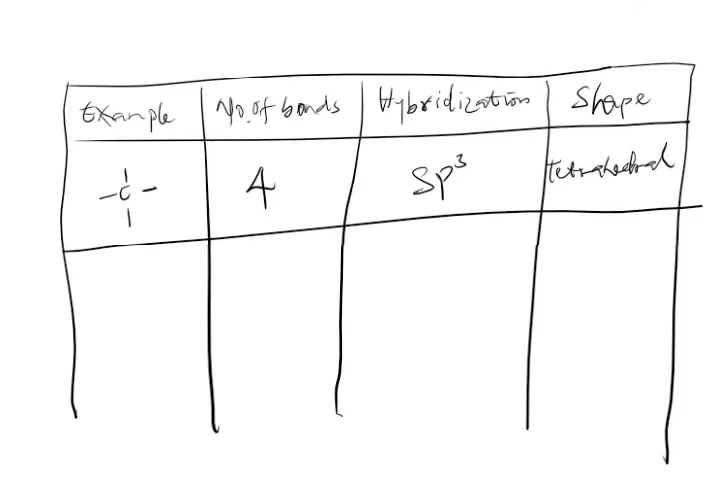 Example No. of bonds Hybridization Shape
-C- 4 Sp³ tetrahedral